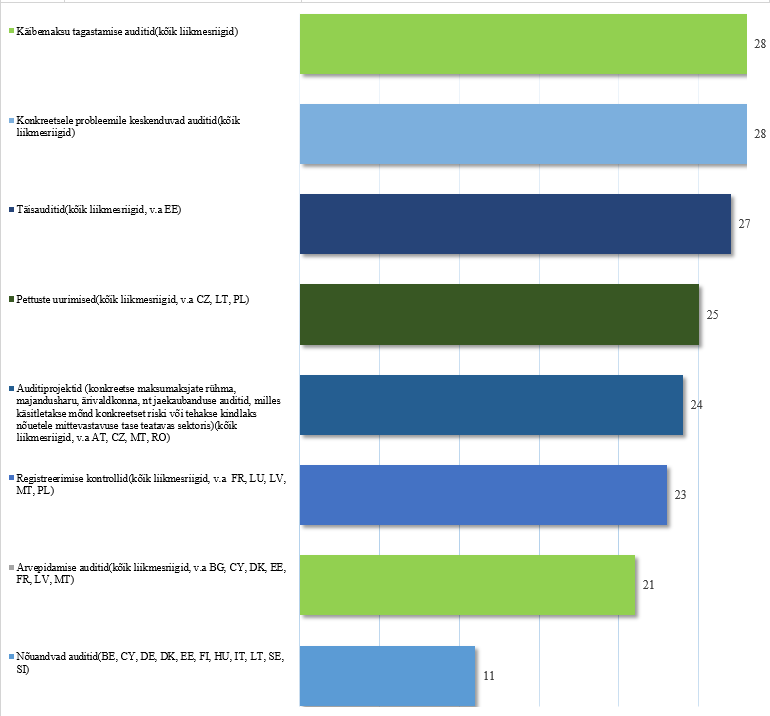 Käibemaksu tagastamise auditid(kõik liikmesriigid)
28
Konkreetsele probleemile keskenduvad auditid(kõik
liikmesriigid)
28
Täisauditid(kõik liikmesriigid, v.a EE)
27
Pettuste uurimised(kõik liikmesriigid, v.a CZ, LT, PL)
25
Auditiprojektid (konkreetse maksumaksjate rühma,
majandusharu, ärivaldkonna, nt jaekaubanduse auditid, milles
käsitletakse mõnd konkreetset riski või tehakse kindlaks
nõuetele mittevastavuse tase teatavas sektoris)(kõik
liikmesriigid, v.a AT, CZ, MT, RO)
24
Registreerimise kontrollid(kõik liikmesriigid, v.a  FR, LU, LV,
MT, PL)
23
Arvepidamise auditid(kõik liikmesriigid, v.a BG, CY, DK, EE,
FR, LV, MT)
21
Nõuandvad auditid(BE, CY, DE, DK, EE, FI, HU, IT, LT, SE,
SI)
11